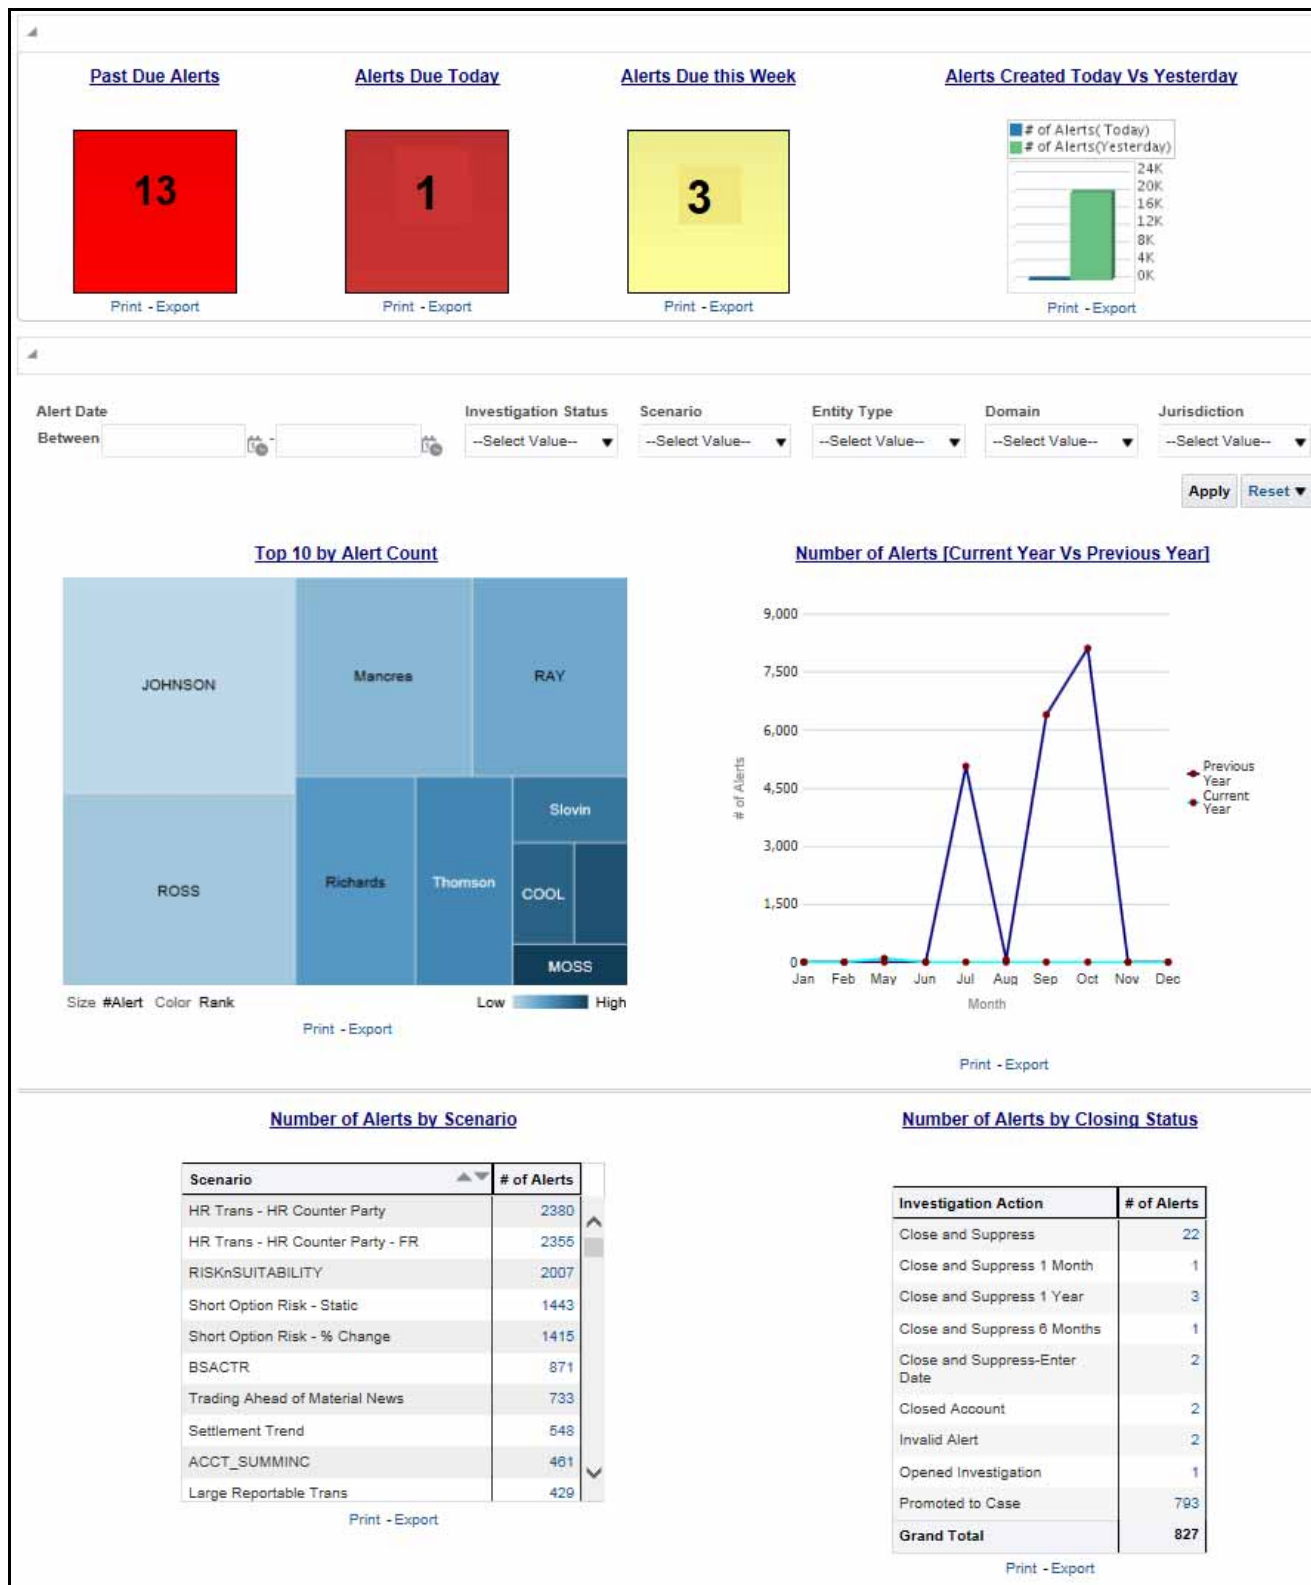 Past Due Alerts
Alerts Due Today
Alerts Due this Week
Alerts Created Today Vs Yesterday
13
1
3
# of Alerts( Today)
# of Alerts(Yesterday)
24K
20K
16K
12K
8K
4K
0K
Print - Export
Print - Export
Print - Export
Print - Export
Alert Date
Between
-
Investigation Status
--Select Value--
Scenario
--Select Value--
Entity Type
--Select Value--
Domain
--Select Value--
Jurisdiction
--Select Value--
Apply
Reset
Top 10 by Alert Count
JOHNSON
Mancrea
RAY
ROSS
Richards
Thomson
Slovin
COOL
MOSS
Size #Alert Color Rank
Low
High
Print - Export
Number of Alerts [Current Year Vs Previous Year]
9,000
7,500
6,000
4,500
3,000
1,500
0
# of Alerts
Jan Feb May Jun Jul Aug Sep Oct Nov Dec
Month
Previous
Year
Current
Year
Print - Export
Number of Alerts by Scenario
Scenario # of Alerts
HR Trans - HR Counter Party 2380
HR Trans - HR Counter Party - FR 2355
RISKnSUITABILITY 2007
Short Option Risk - Static 1443
Short Option Risk - % Change 1415
BSACTR 871
Trading Ahead of Material News 733
Settlement Trend 548
ACCT_SUMMINC 461
Large Reportable Trans 429
Print - Export
Number of Alerts by Closing Status
Investigation Action # of Alerts
Close and Suppress 22
Close and Suppress 1 Month 1
Close and Suppress 1 Year 3
Close and Suppress 6 Months 1
Close and Suppress-Enter 2
Date
Closed Account 2
Invalid Alert 2
Opened Investigation 1
Promoted to Case 793
Grand Total 827
Print - Export